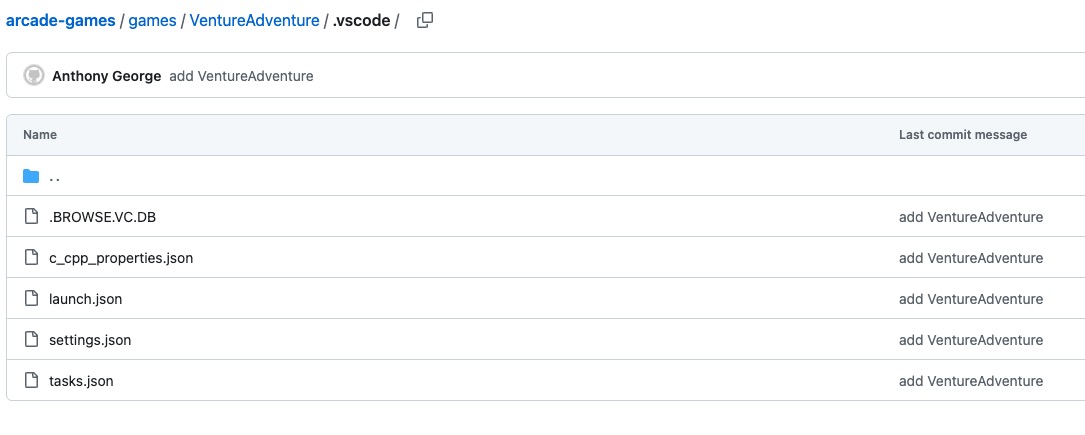 arcade-games / games / VentureAdventure / .vscode /
Anthony George add VentureAdventure
Name Last commit message
..
.BROWSE.VC.DB add VentureAdventure
c_cpp_properties.json add VentureAdventure
launch.json add VentureAdventure
settings.json add VentureAdventure
tasks.json add VentureAdventure